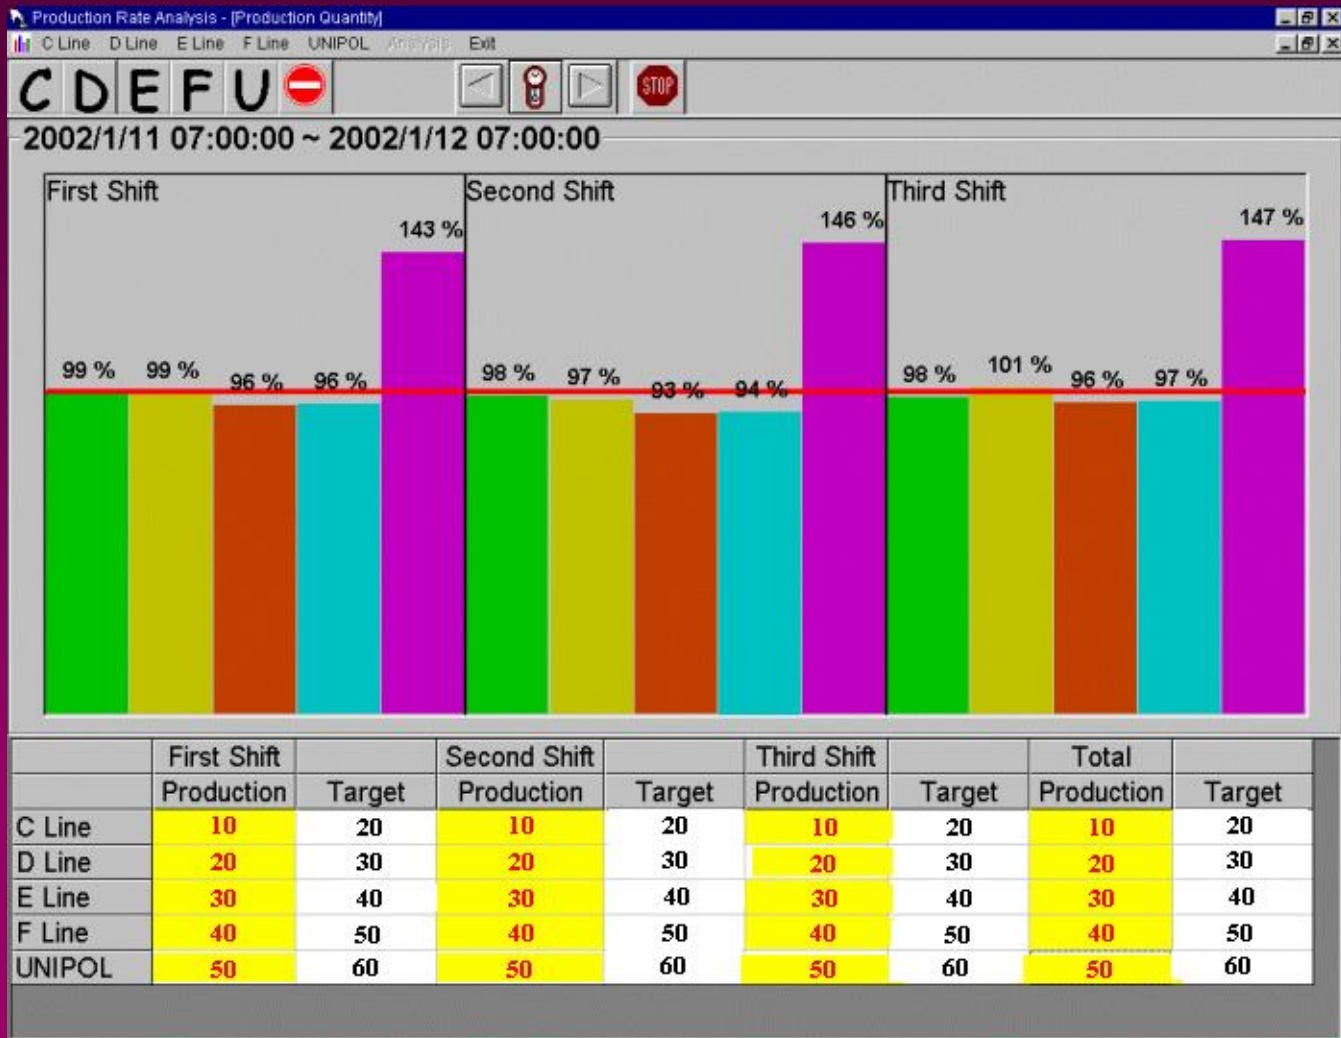 Production Rate Analysis - [Production Quantity]
C Line D Line E Line F Line UNIPOL Analysis Exit
C D E F U STOP
2002/1/11 07:00:00 ~ 2002/1/12 07:00:00
First Shift Second Shift Third Shift
143 % 146 % 147 %
99 % 99 % 96 % 96 % 98 % 97 % 93 % 94 % 98 % 101 % 96 % 97 %
First Shift Second Shift Third Shift Total
Production Target Production Target Production Target Production Target
C Line 10 20 10 20 10 20 10 20
D Line 20 30 20 30 20 30 20 30
E Line 30 40 30 40 30 40 30 40
F Line 40 50 40 50 40 50 40 50
UNIPOL 50 60 50 60 50 60 50 60